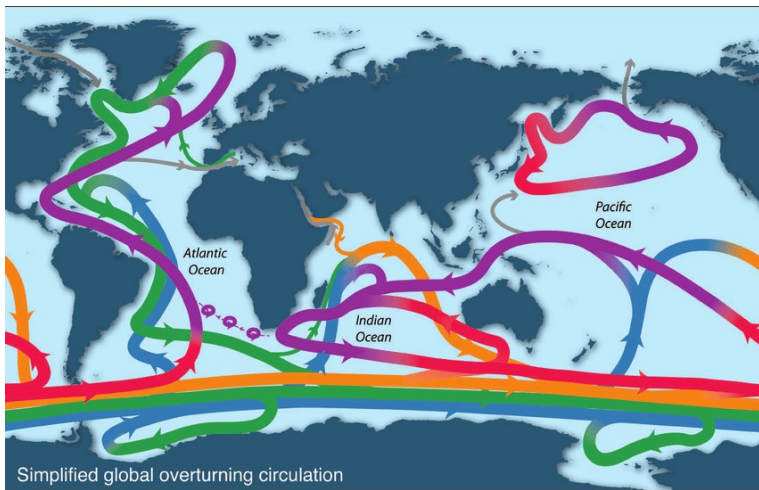 Pacific
Ocean
Atlantic
Ocean
Indian
Ocean
Simplified global overturning circulation